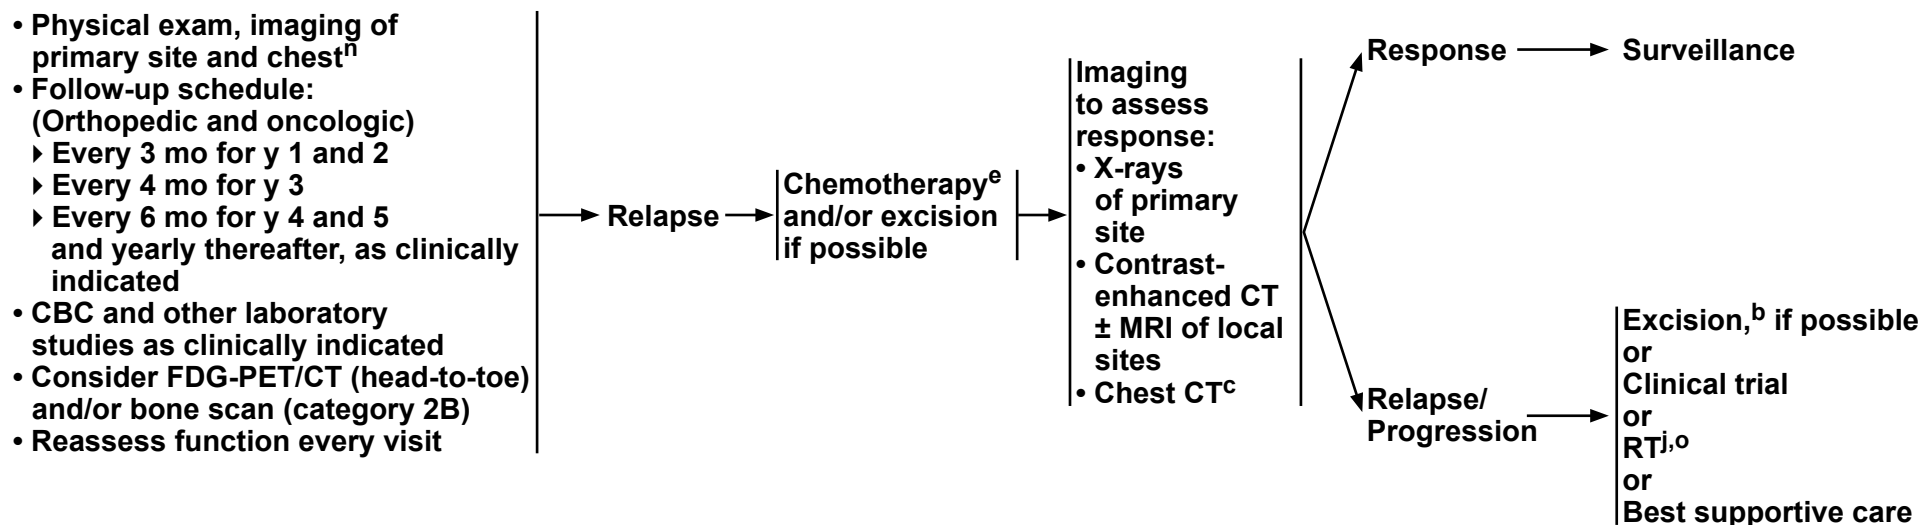 • Physical exam, imaging of
primary site and chestⁿ
• Follow-up schedule:
(Orthopedic and oncologic)
▸ Every 3 mo for y 1 and 2
▸ Every 4 mo for y 3
▸ Every 6 mo for y 4 and 5
and yearly thereafter, as clinically
indicated
• CBC and other laboratory
studies as clinically indicated
• Consider FDG-PET/CT (head-to-toe)
and/or bone scan (category 2B)
• Reassess function every visit
Relapse
Chemotherapyᵉ
and/or excision
if possible
Imaging
to assess
response:
• X-rays
of primary
site
• Contrast-
enhanced CT
± MRI of local
sites
• Chest CTᶜ
Response
Surveillance
Relapse/
Progression
Excision,ᵇ if possible
or
Clinical trial
or
RTʲ,ᵒ
or
Best supportive care